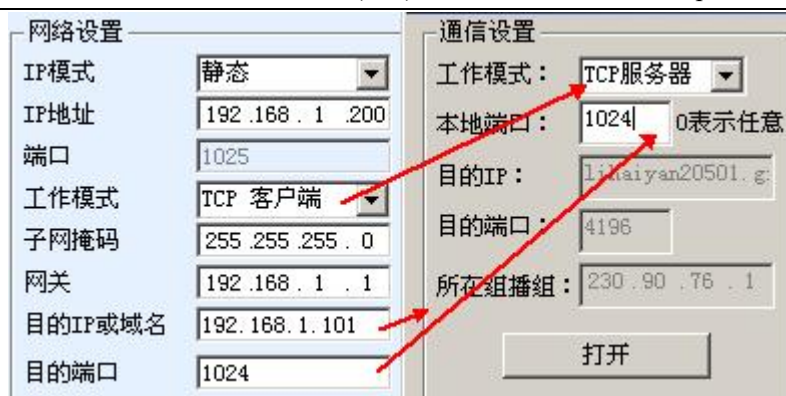 网络设置
IP模式 静态
IP地址 192.168.1.200
端口 1025
工作模式 TCP 客户端
子网掩码 255.255.255.0
网关 192.168.1.1
目的IP或域名 192.168.1.101
目的端口 1024
通信设置
工作模式： TCP服务器
本地端口： 1024 0表示任意
目的IP： lihaiyan20501.g
目的端口： 4196
所在组播组： 230.90.76.1
打开